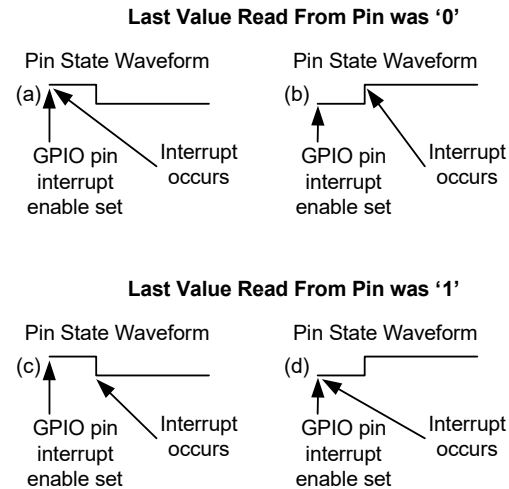 Last Value Read From Pin was ‘0’
Pin State Waveform
(a)
GPIO pin
interrupt
enable set
Interrupt
occurs
Pin State Waveform
(b)
GPIO pin
interrupt
enable set
Interrupt
occurs
Last Value Read From Pin was ‘1’
Pin State Waveform
(c)
GPIO pin
interrupt
enable set
Interrupt
occurs
Pin State Waveform
(d)
GPIO pin
interrupt
enable set
Interrupt
occurs